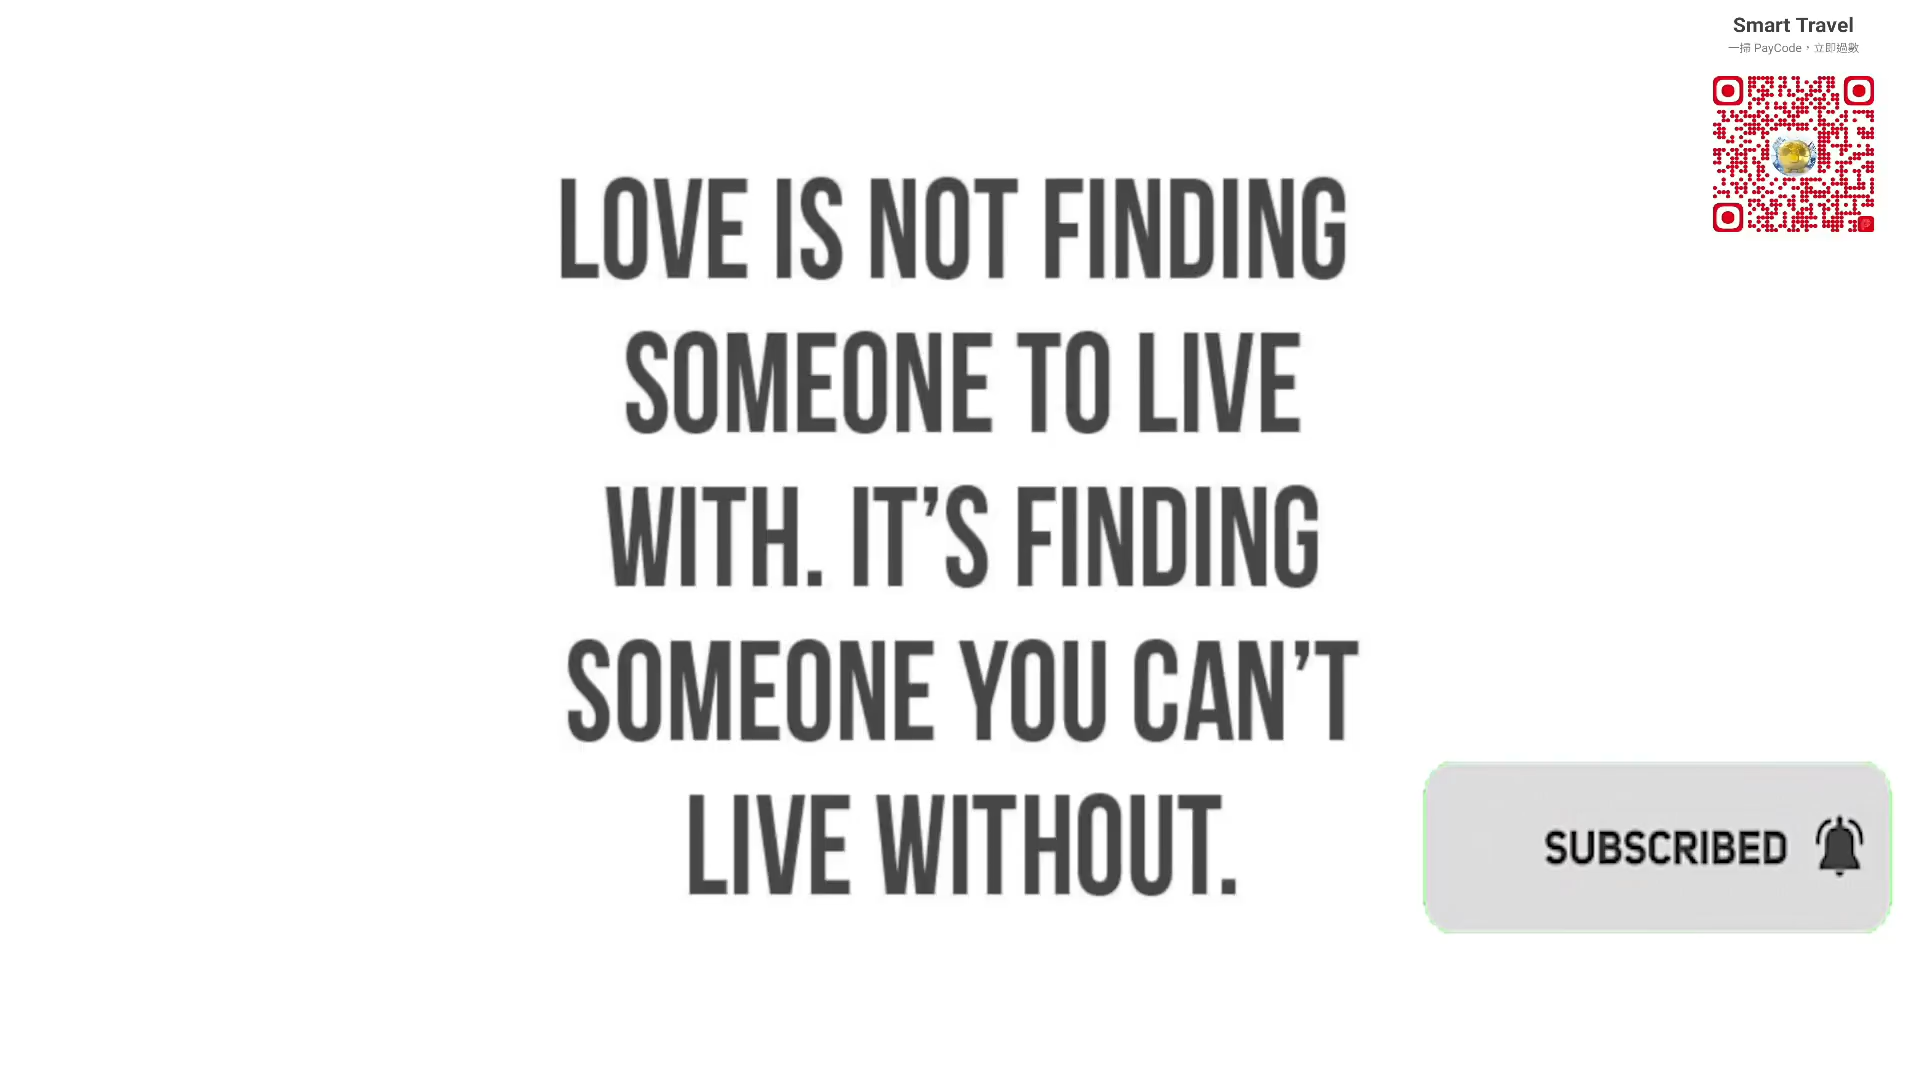 Smart Travel
一掃 PayCode，立即過數
LOVE IS NOT FINDING
SOMEONE TO LIVE
WITH. IT’S FINDING
SOMEONE YOU CAN’T
LIVE WITHOUT.
SUBSCRIBED